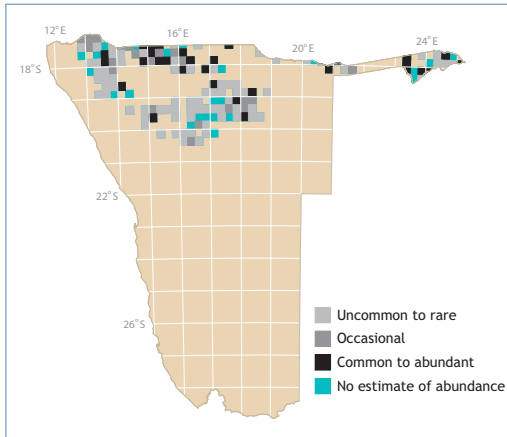 12°E
16°E
20°E
24°E
18°S
22°S
26°S
Uncommon to rare
Occasional
Common to abundant
No estimate of abundance